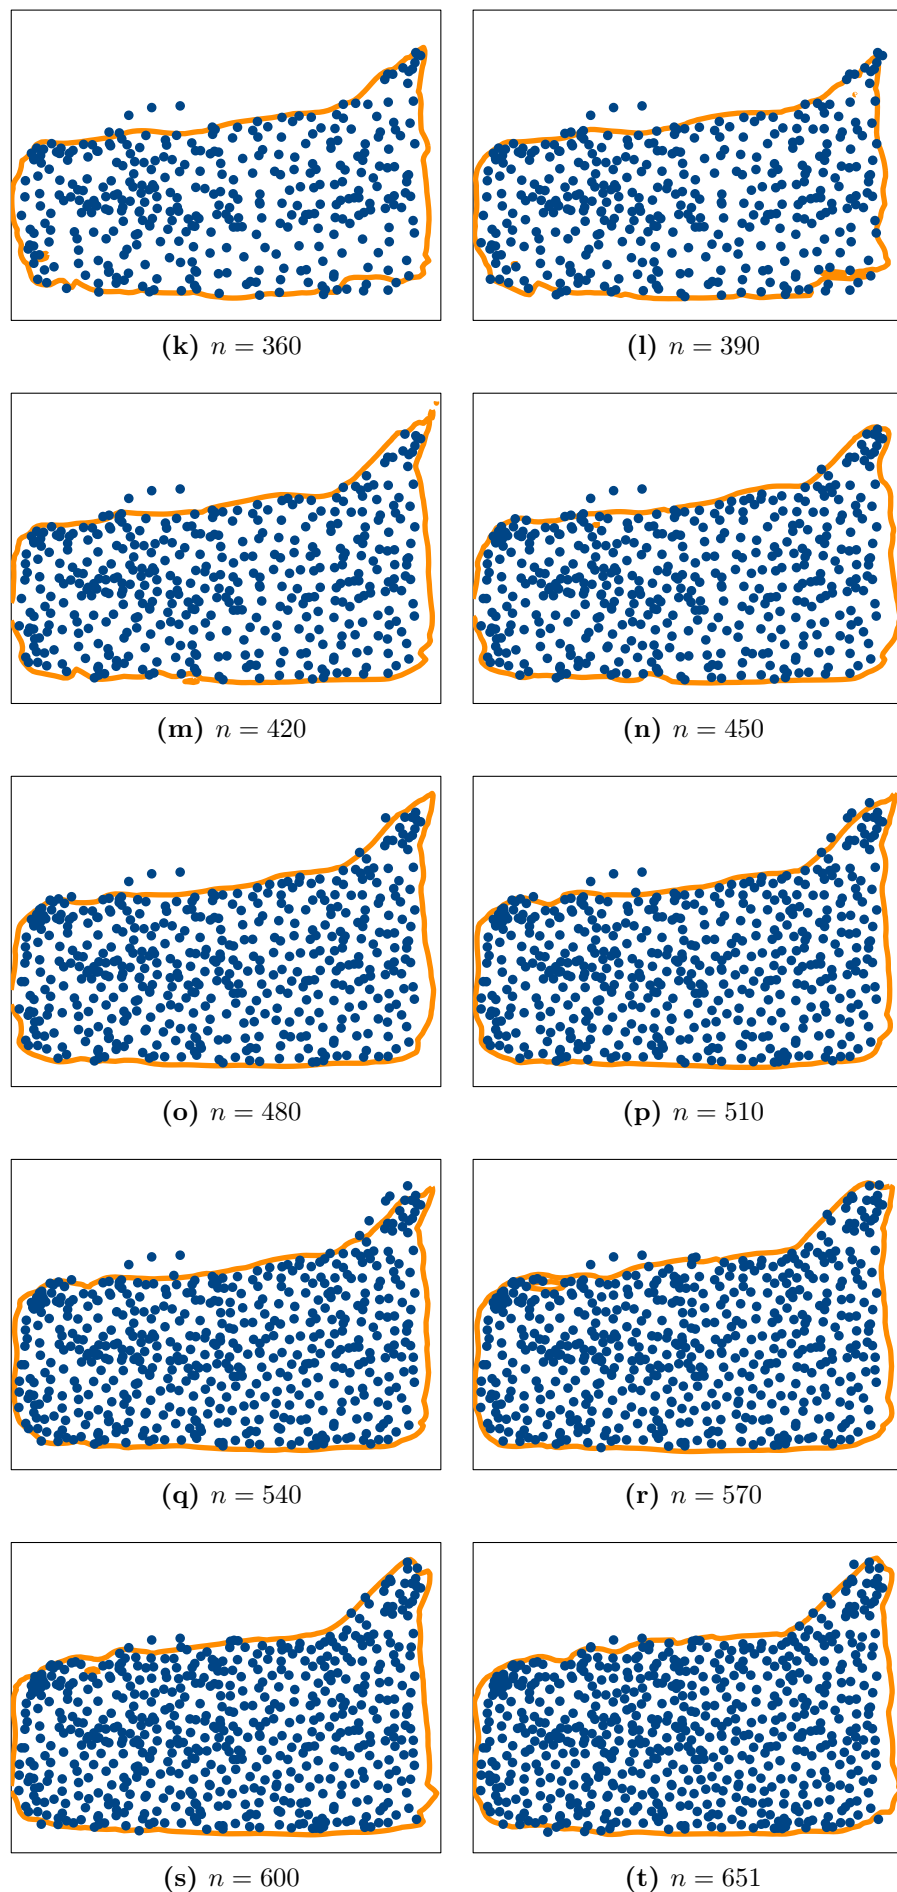 (k) n = 360
(l) n = 390
(m) n = 420
(n) n = 450
(o) n = 480
(p) n = 510
(q) n = 540
(r) n = 570
(s) n = 600
(t) n = 651